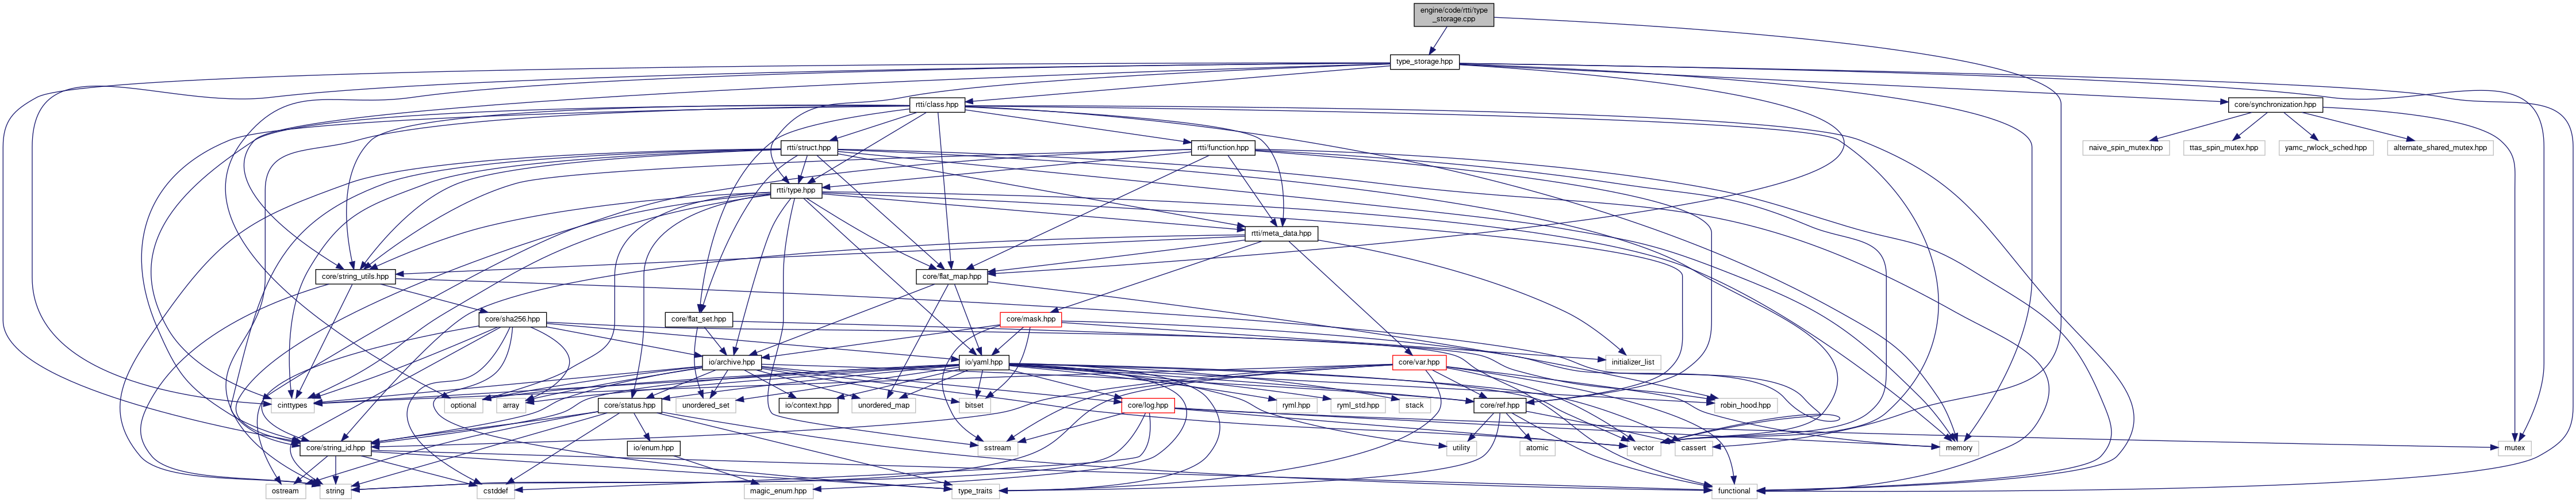 engine/code/rtti/type
_storage.cpp
type_storage.hpp
rtti/class.hpp
core/synchronization.hpp
rtti/struct.hpp
rtti/function.hpp
naive_spin_mutex.hpp
ttas_spin_mutex.hpp
yamc_rwlock_sched.hpp
alternate_shared_mutex.hpp
rtti/type.hpp
rtti/meta_data.hpp
core/string_utils.hpp
core/flat_map.hpp
core/sha256.hpp
core/flat_set.hpp
core/mask.hpp
io/archive.hpp
io/yaml.hpp
core/var.hpp
initializer_list
cinttypes
optional
array
core/status.hpp
unordered_set
io/context.hpp
unordered_map
bitset
core/log.hpp
ryml.hpp
ryml_std.hpp
stack
core/ref.hpp
robin_hood.hpp
core/string_id.hpp
io/enum.hpp
sstream
utility
atomic
vector
cassert
memory
mutex
ostream
string
cstddef
magic_enum.hpp
type_traits
functional